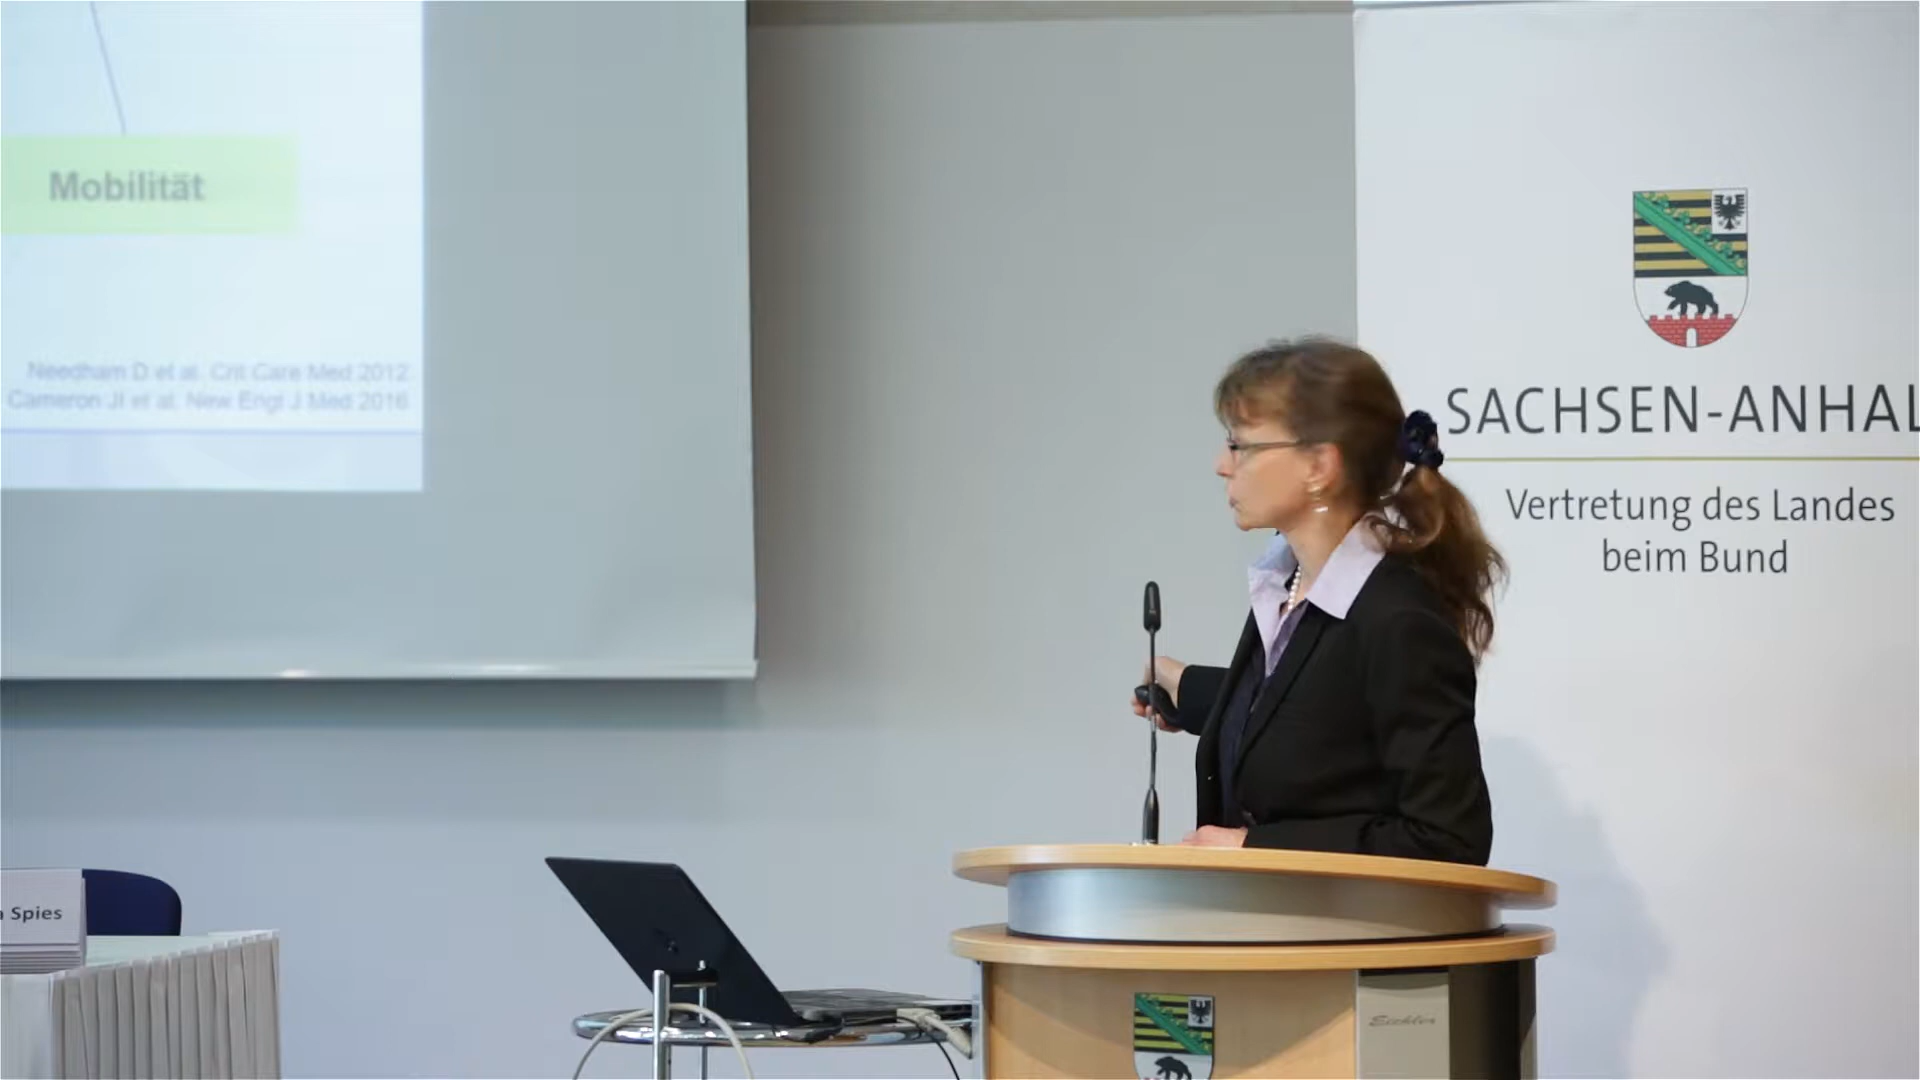 Mobilität
Needham D et al. Crit Care Med 2012
Cameron JI et al. New Engl J Med 2016
SACHSEN-ANHAL
Vertretung des Landes
beim Bund
Spies